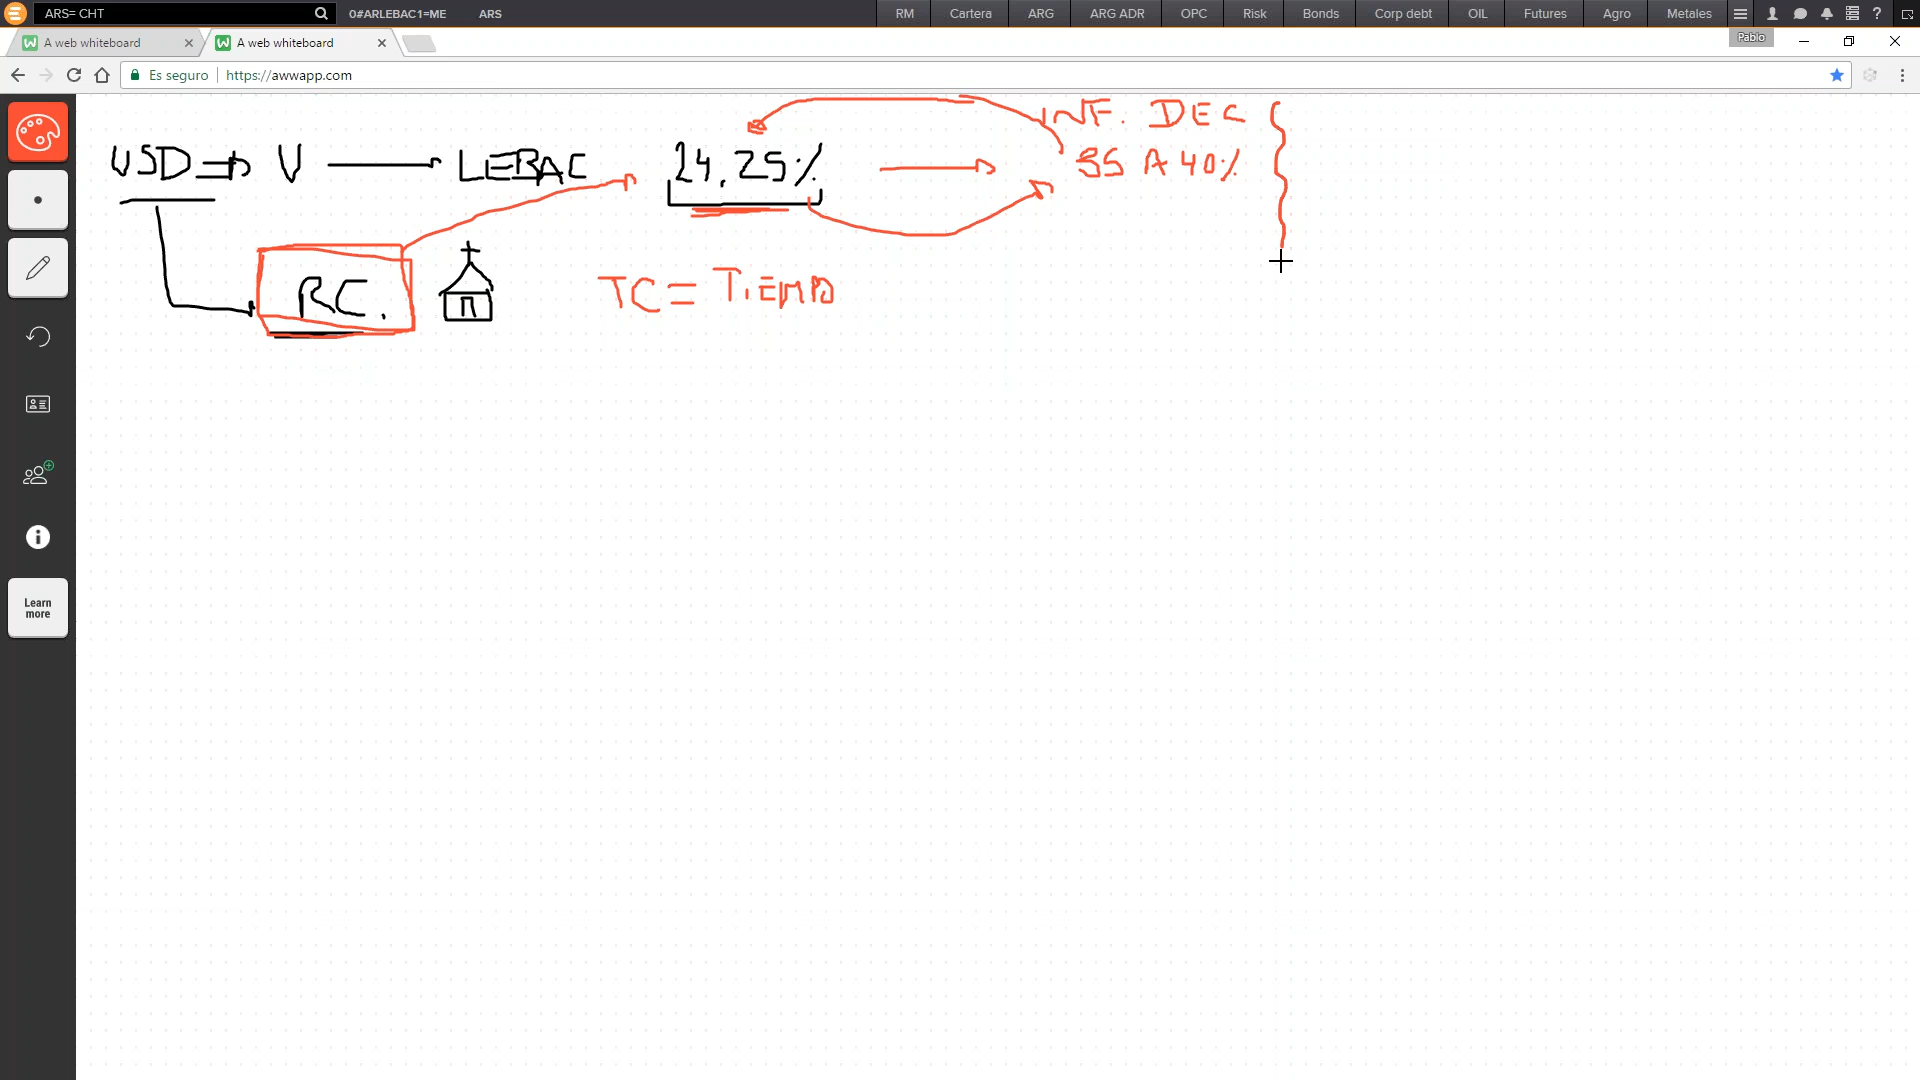 ARS= CHT 0#ARLEBAC1=ME ARS RM Cartera ARG ARG ADR OPC Risk Bonds Corp debt OIL Futures Agro Metales
A web whiteboard A web whiteboard Pablo
Es seguro https://awwapp.com
INF. DEC
USD ⇒ V → LEBAC 24,25% → 35 A 40%
RC. TC = TIEMPO
Learn
more